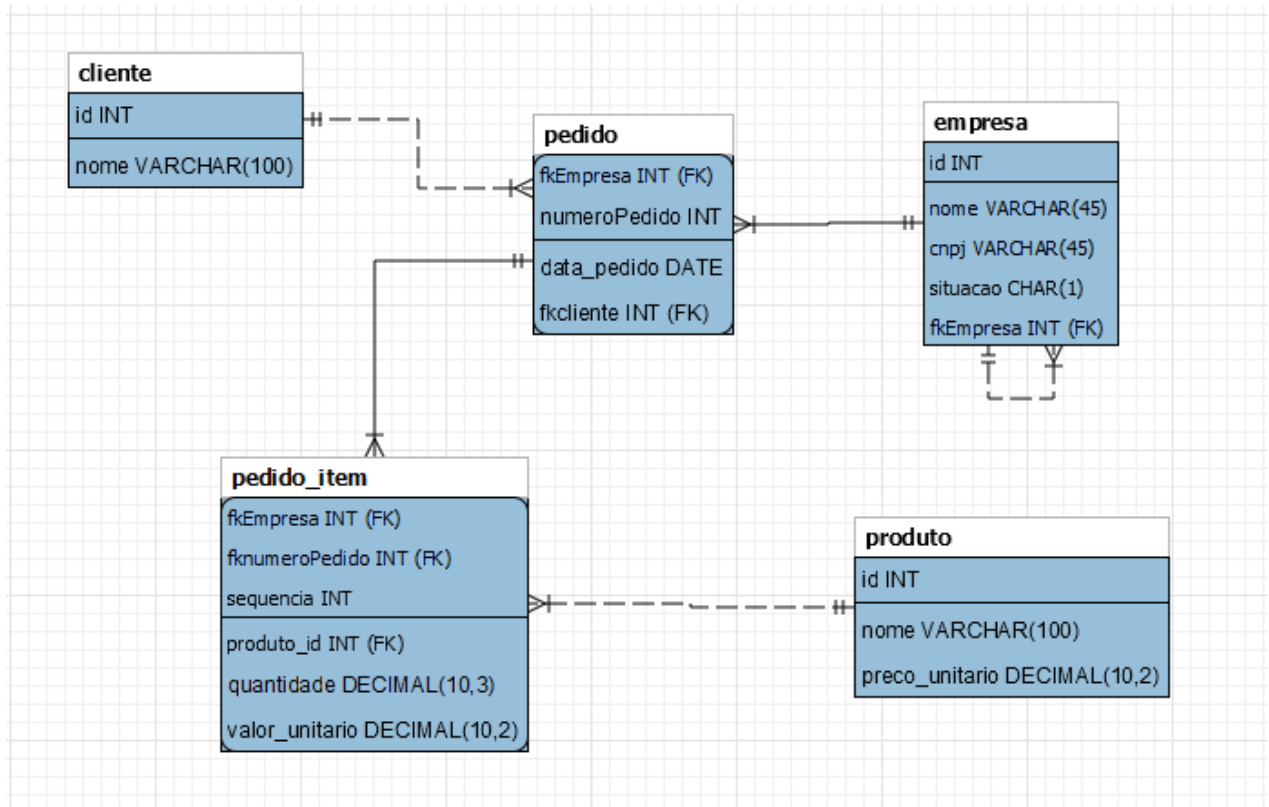 cliente
id INT
nome VARCHAR(100)
pedido
fkEmpresa INT (FK)
numeroPedido INT
data_pedido DATE
fkcliente INT (FK)
empresa
id INT
nome VARCHAR(45)
cnpj VARCHAR(45)
situacao CHAR(1)
fkEmpresa INT (FK)
pedido_item
fkEmpresa INT (FK)
fknumeroPedido INT (FK)
sequencia INT
produto_id INT (FK)
quantidade DECIMAL(10,3)
valor_unitario DECIMAL(10,2)
produto
id INT
nome VARCHAR(100)
preco_unitario DECIMAL(10,2)